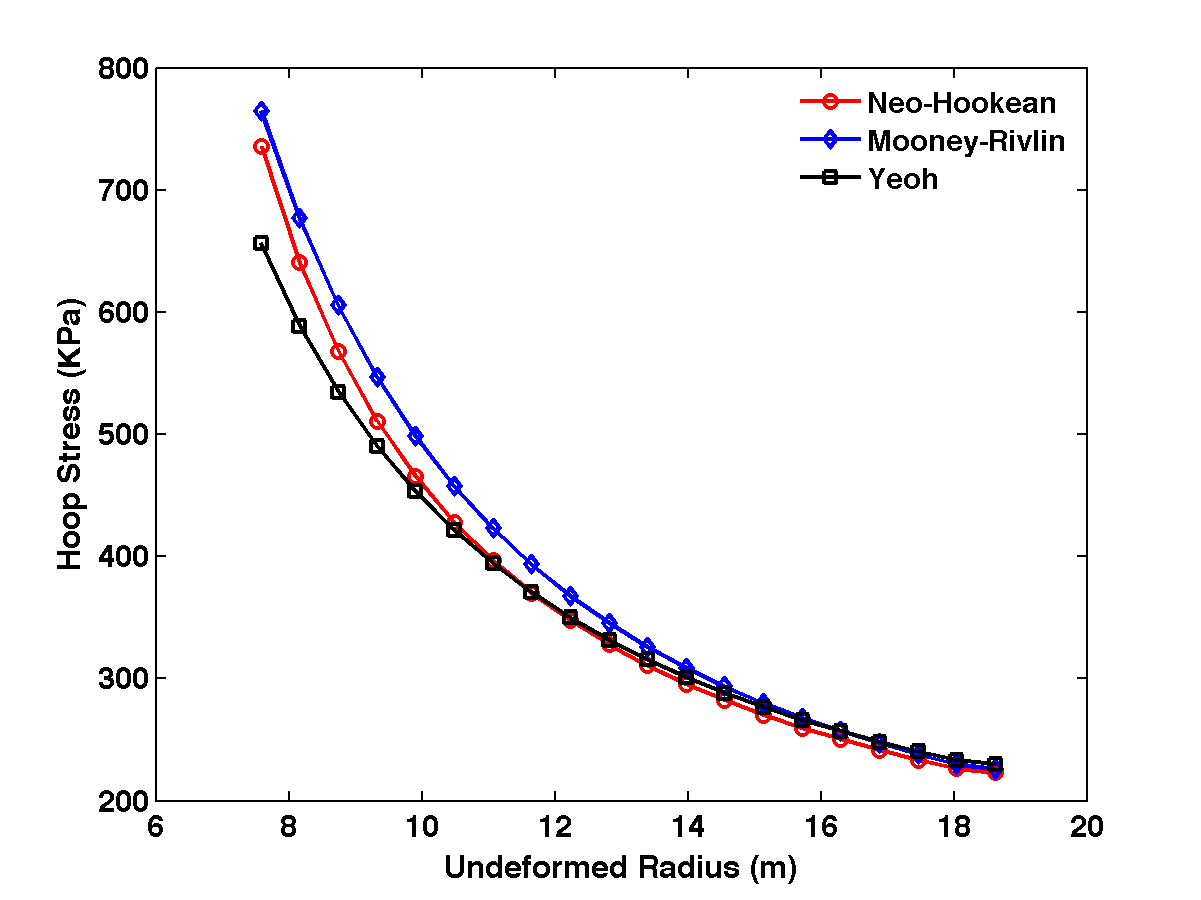 800
700
600
500
400
300
200
6 8 10 12 14 16 18 20
Hoop Stress (KPa)
Undeformed Radius (m)
Neo-Hookean
Mooney-Rivlin
Yeoh